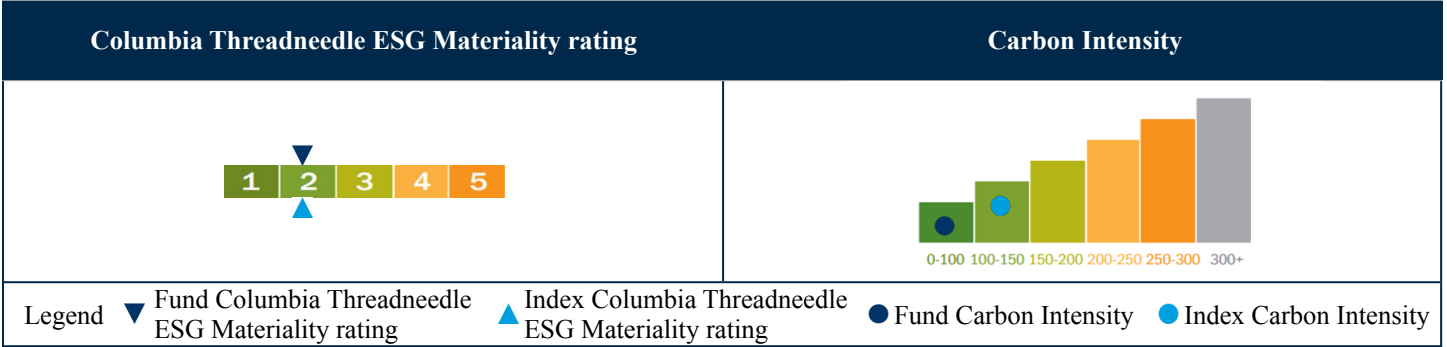 Columbia Threadneedle ESG Materiality rating
Carbon Intensity
1 2 3 4 5
0-100 100-150 150-200 200-250 250-300 300+
Legend
Fund Columbia Threadneedle
ESG Materiality rating
Index Columbia Threadneedle
ESG Materiality rating
Fund Carbon Intensity
Index Carbon Intensity